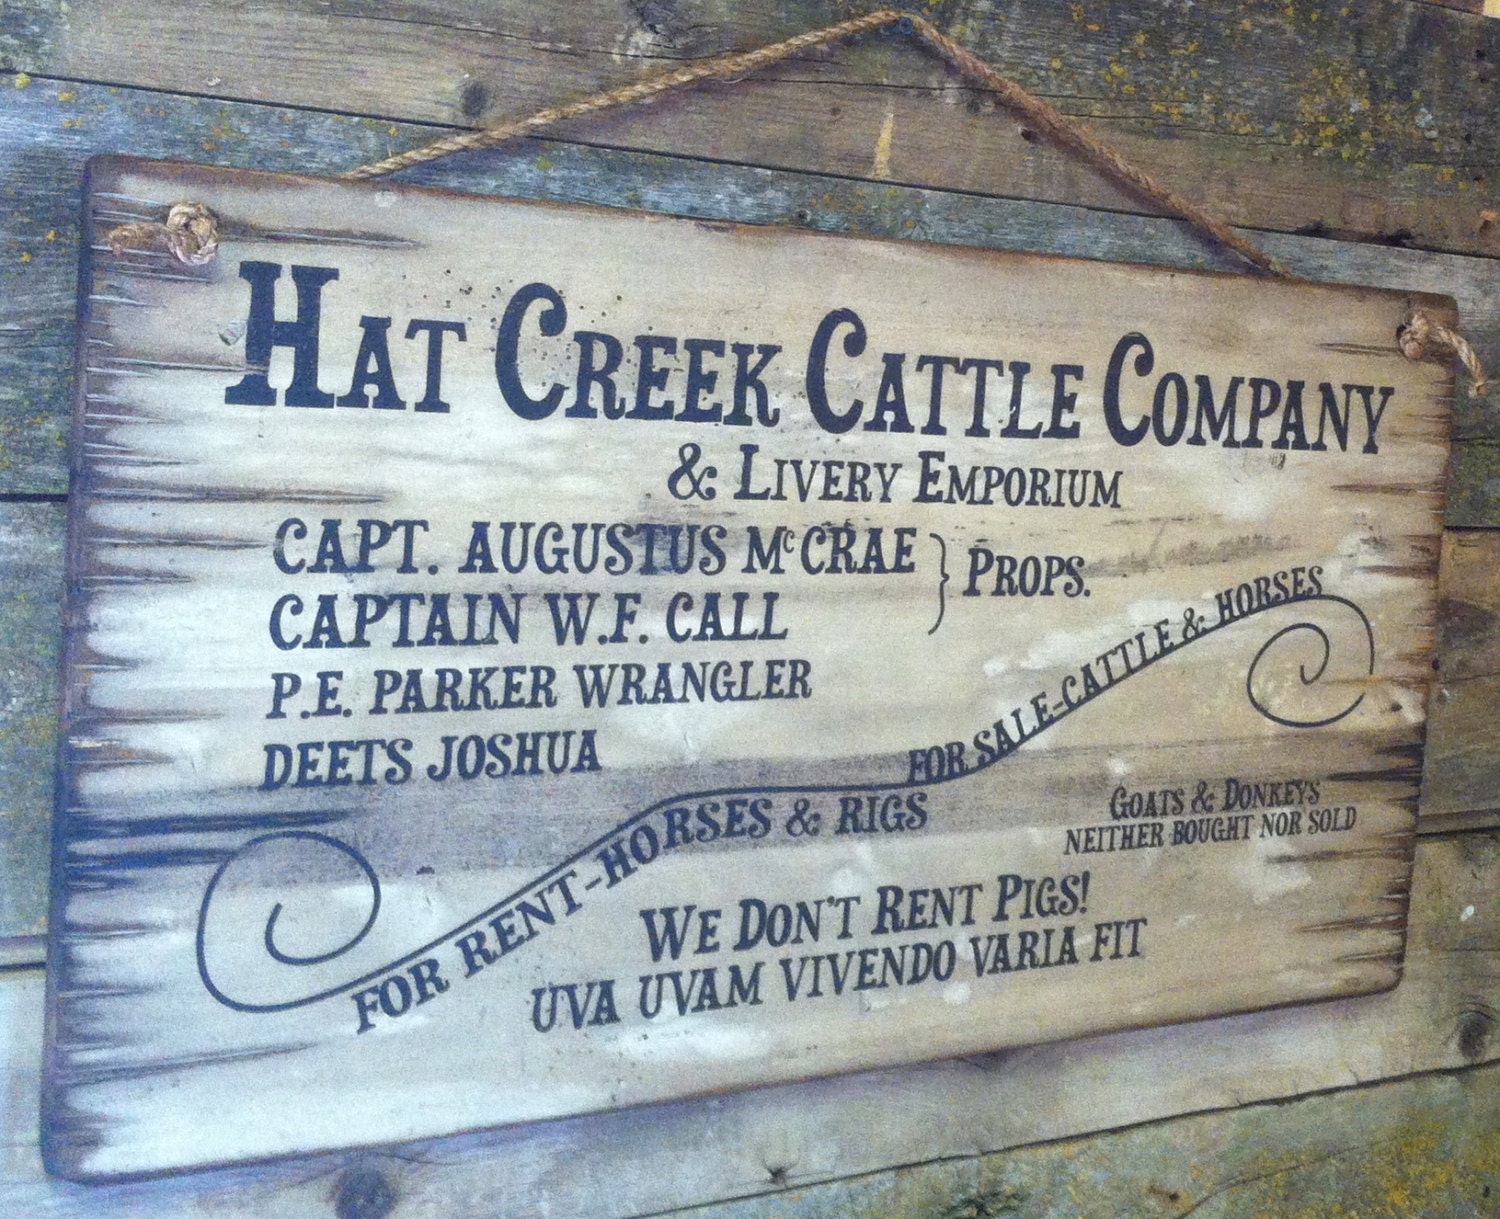 HAT CREEK CATTLE COMPANY
& LIVERY EMPORIUM
CAPT. AUGUSTUS McCRAE } PROPS.
CAPTAIN W.F. CALL
P.E. PARKER WRANGLER
DEETS JOSHUA
FOR SALE-CATTLE & HORSES
FOR RENT-HORSES & RIGS
GOATS & DONKEYS
NEITHER BOUGHT NOR SOLD
WE DON'T RENT PIGS!
UVA UVAM VIVENDO VARIA FIT